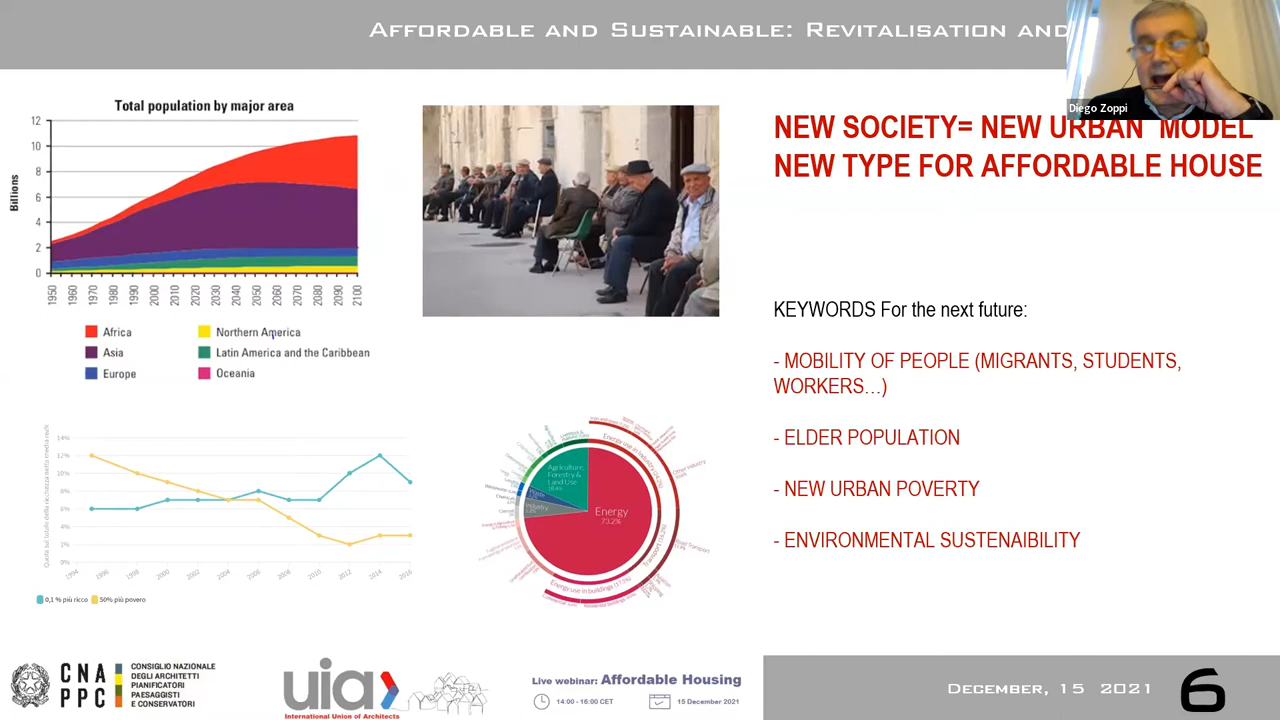 Affordable and Sustainable: Revitalisation and
Diego Zoppi
Total population by major area
Billions
12
10
8
6
4
2
0
1950
1960
1970
1980
1990
2000
2010
2020
2030
2040
2050
2060
2070
2080
2090
2100
Africa
Northern America
Asia
Latin America and the Caribbean
Europe
Oceania
NEW SOCIETY= NEW URBAN MODEL
NEW TYPE FOR AFFORDABLE HOUSE
KEYWORDS For the next future:
- MOBILITY OF PEOPLE (MIGRANTS, STUDENTS,
WORKERS…)
- ELDER POPULATION
- NEW URBAN POVERTY
- ENVIRONMENTAL SUSTENAIBILITY
14%
12%
10%
8%
6%
4%
2%
0%
1994
1996
1998
2000
2002
2004
2006
2008
2010
2012
2014
2016
0,1 % più ricco
50% più povero
Agriculture,
Forestry &
Land Use
18.4%
Waste
Industry
Energy
73.2%
Energy use in buildings (17.5%)
CNA
PPC
CONSIGLIO NAZIONALE
DEGLI ARCHITETTI
PIANIFICATORI
PAESAGGISTI
E CONSERVATORI
uia
International Union of Architects
Live webinar: Affordable Housing
14:00 - 16:00 CET
15 December 2021
December, 15 2021
6